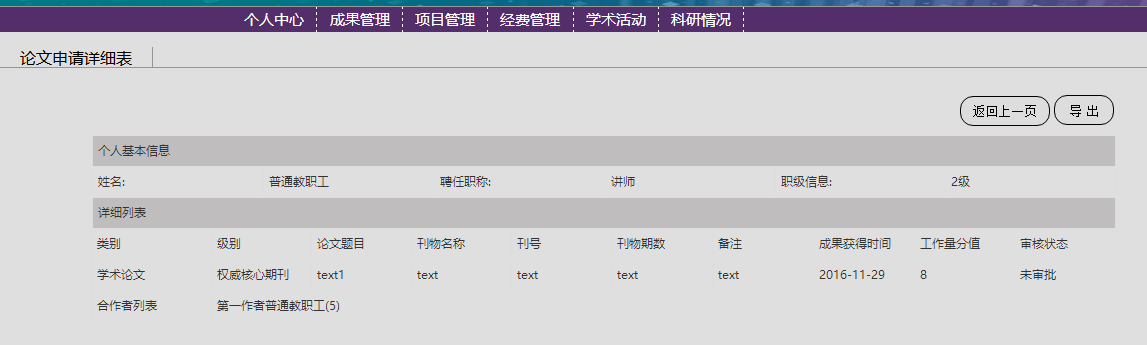 个人中心 成果管理 项目管理 经费管理 学术活动 科研情况
论文申请详细表
返回上一页 导 出
个人基本信息
姓名: 普通教职工 聘任职称: 讲师 职级信息: 2级
详细列表
类别 级别 论文题目 刊物名称 刊号 刊物期数 备注 成果获得时间 工作量分值 审核状态
学术论文 权威核心期刊 text1 text text text text 2016-11-29 8 未审批
合作者列表 第一作者普通教职工(5)